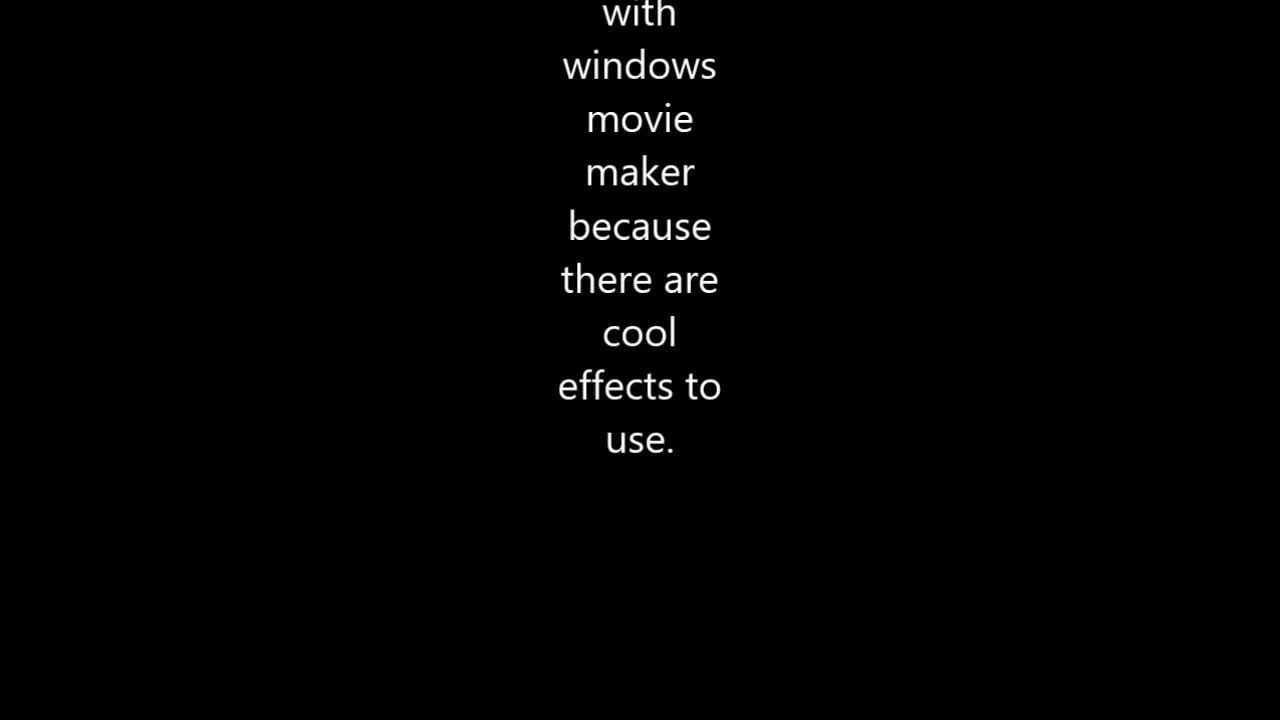 with
windows
movie
maker
because
there are
cool
effects to
use.